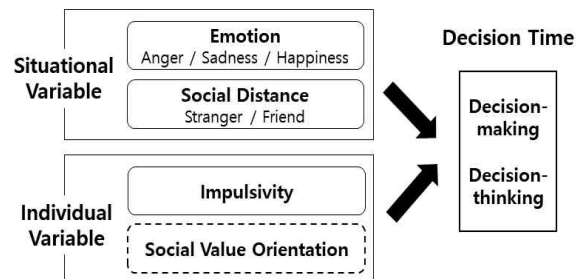 Situational
Variable
Emotion
Anger / Sadness / Happiness
Social Distance
Stranger / Friend
Individual
Variable
Impulsivity
Social Value Orientation
Decision Time
Decision-
making
Decision-
thinking